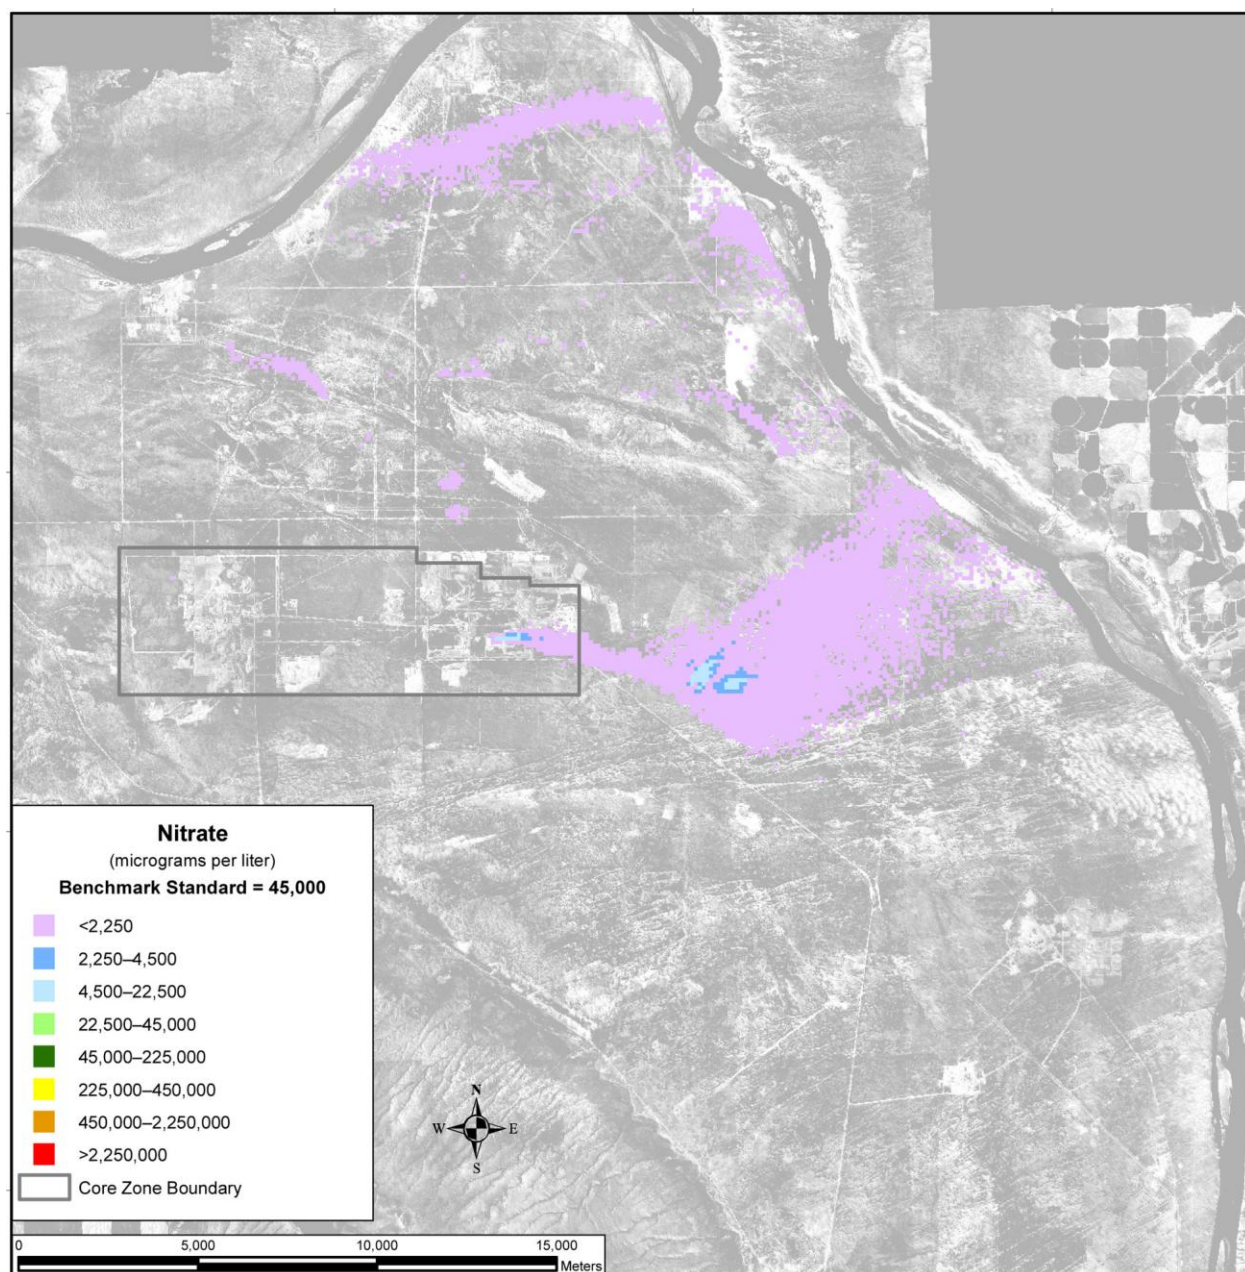 Nitrate
(micrograms per liter)
Benchmark Standard = 45,000
<2,250
2,250–4,500
4,500–22,500
22,500–45,000
45,000–225,000
225,000–450,000
450,000–2,250,000
>2,250,000
Core Zone Boundary
N
W E
S
0 5,000 10,000 15,000
Meters